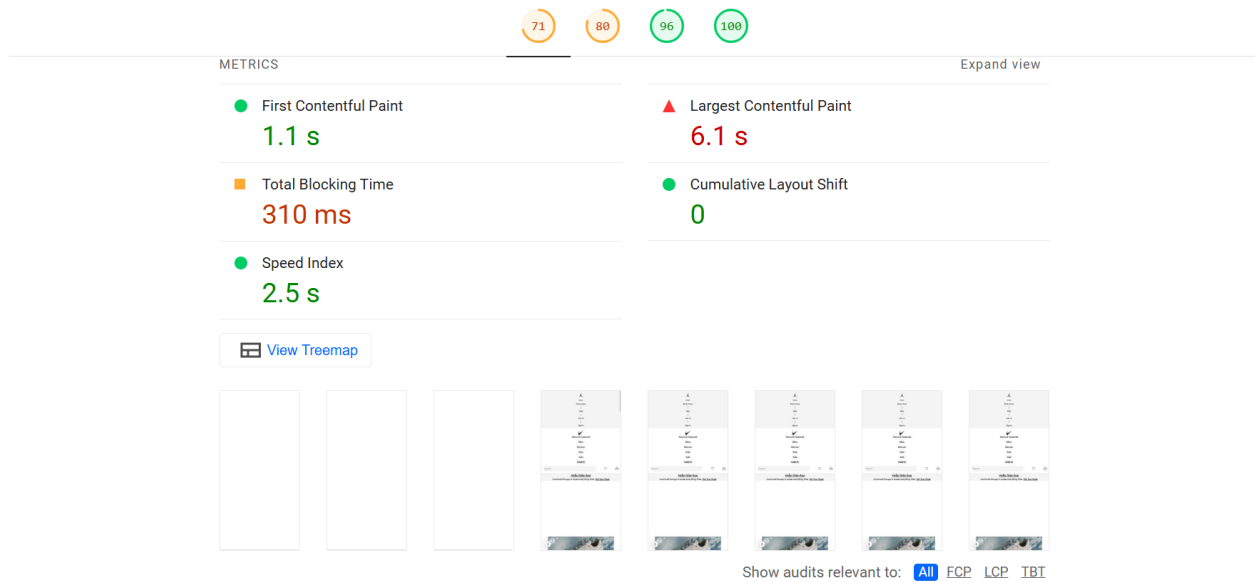 71 80 96 100
METRICS
Expand view
First Contentful Paint
1.1 s
Largest Contentful Paint
6.1 s
Total Blocking Time
310 ms
Cumulative Layout Shift
0
Speed Index
2.5 s
View Treemap
Show audits relevant to: All FCP LCP TBT